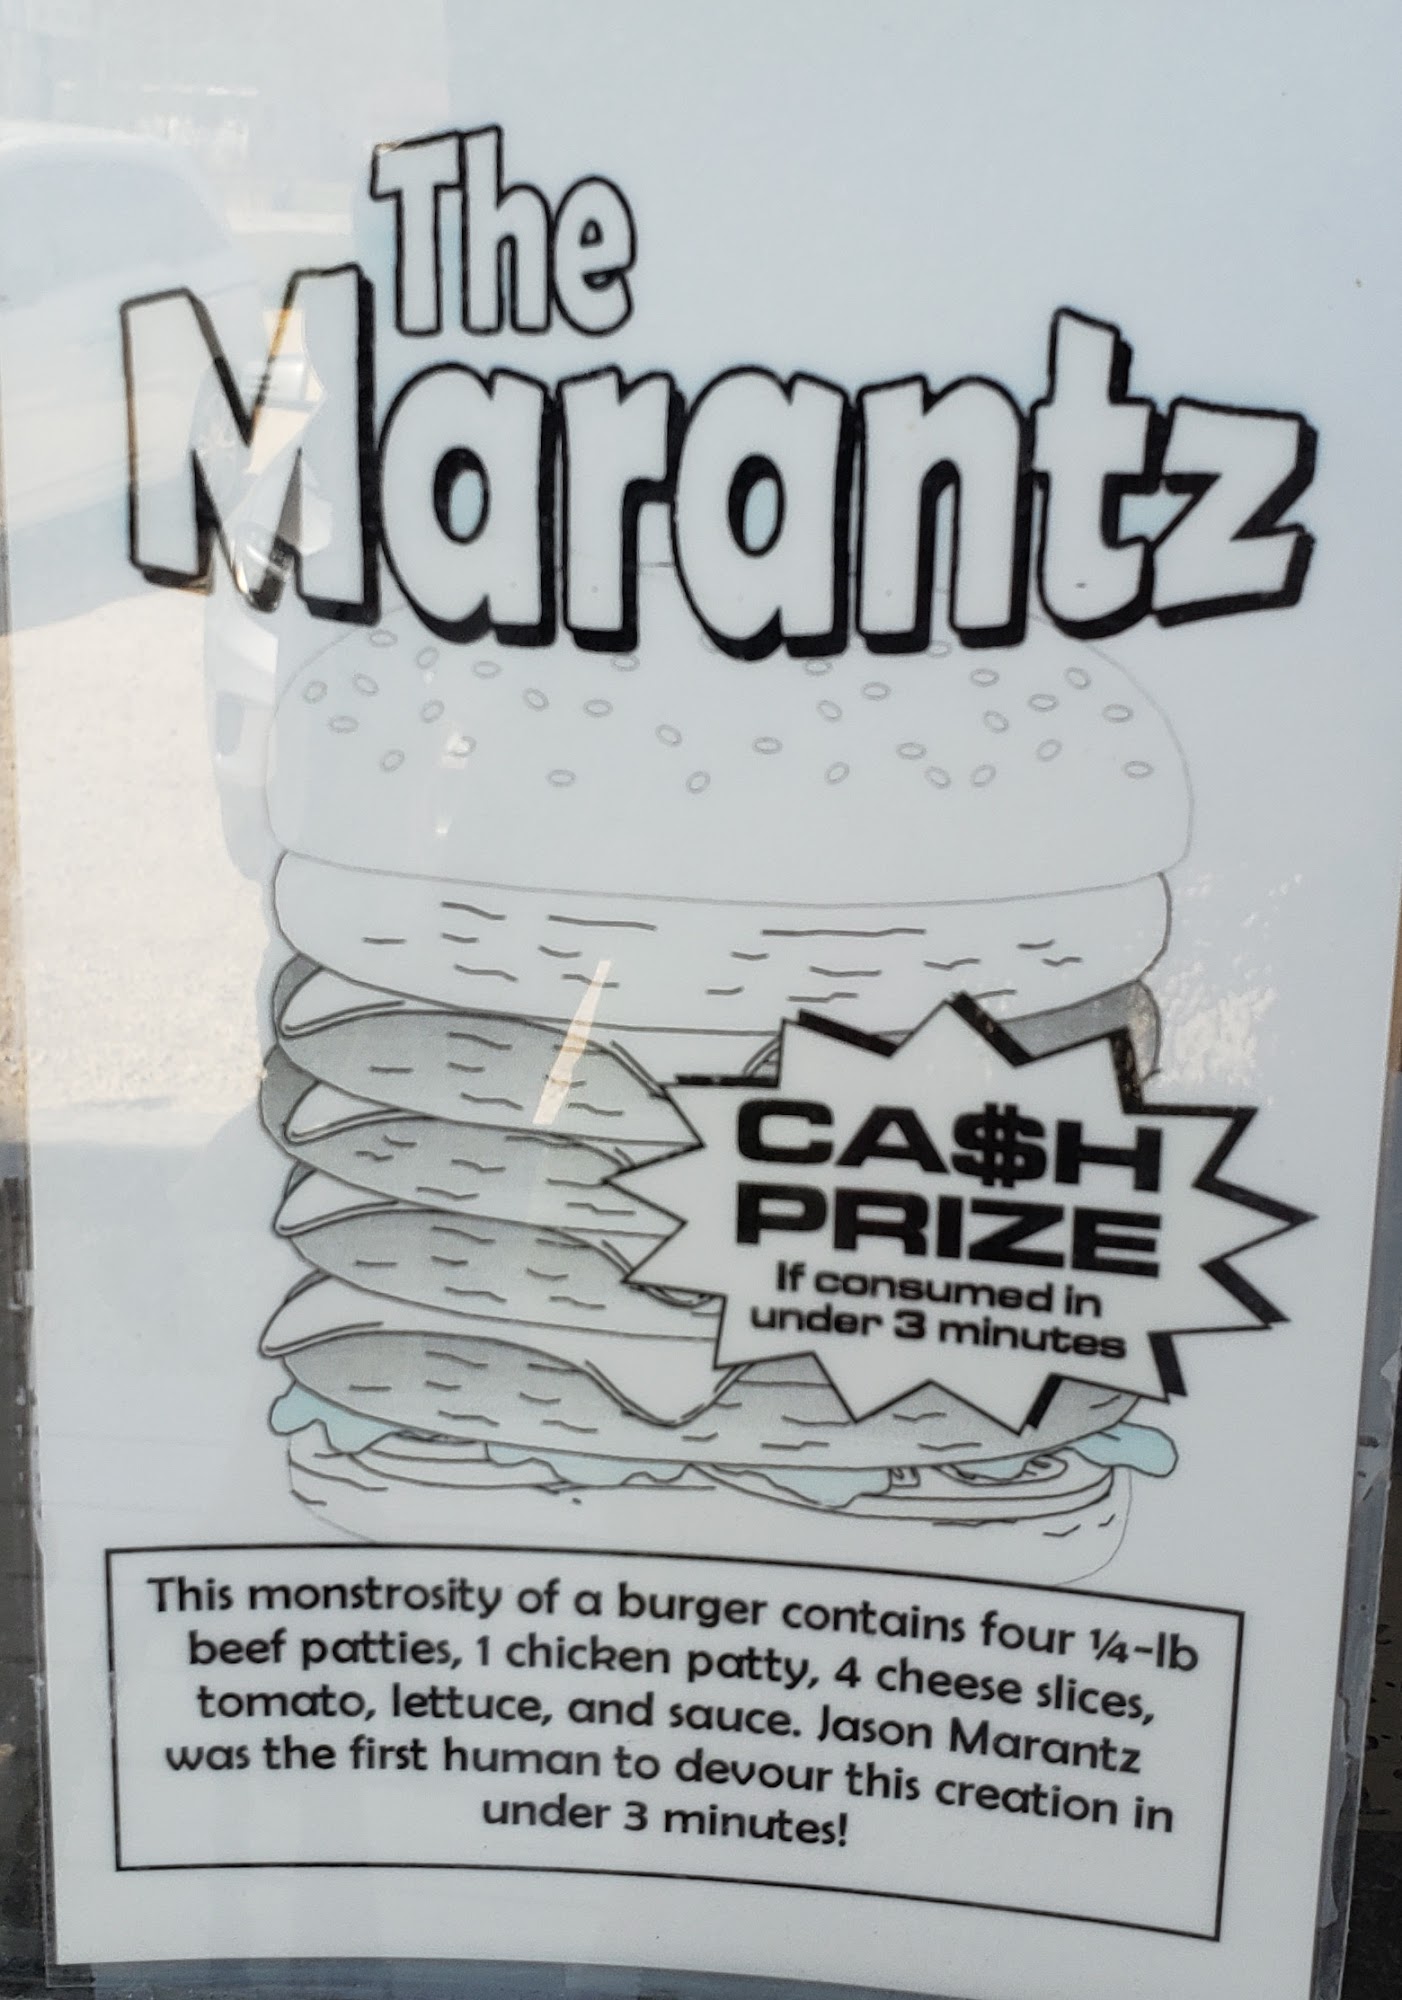 The
Marantz
CA$H
PRIZE
If consumed in
under 3 minutes
This monstrosity of a burger contains four ¼-lb
beef patties, 1 chicken patty, 4 cheese slices,
tomato, lettuce, and sauce. Jason Marantz
was the first human to devour this creation in
under 3 minutes!